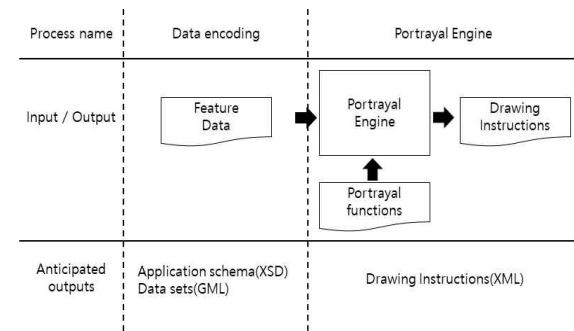 Process name
Data encoding
Portrayal Engine
Input / Output
Feature
Data
Portrayal
Engine
Drawing
Instructions
Portrayal
functions
Anticipated
outputs
Application schema(XSD)
Data sets(GML)
Drawing Instructions(XML)